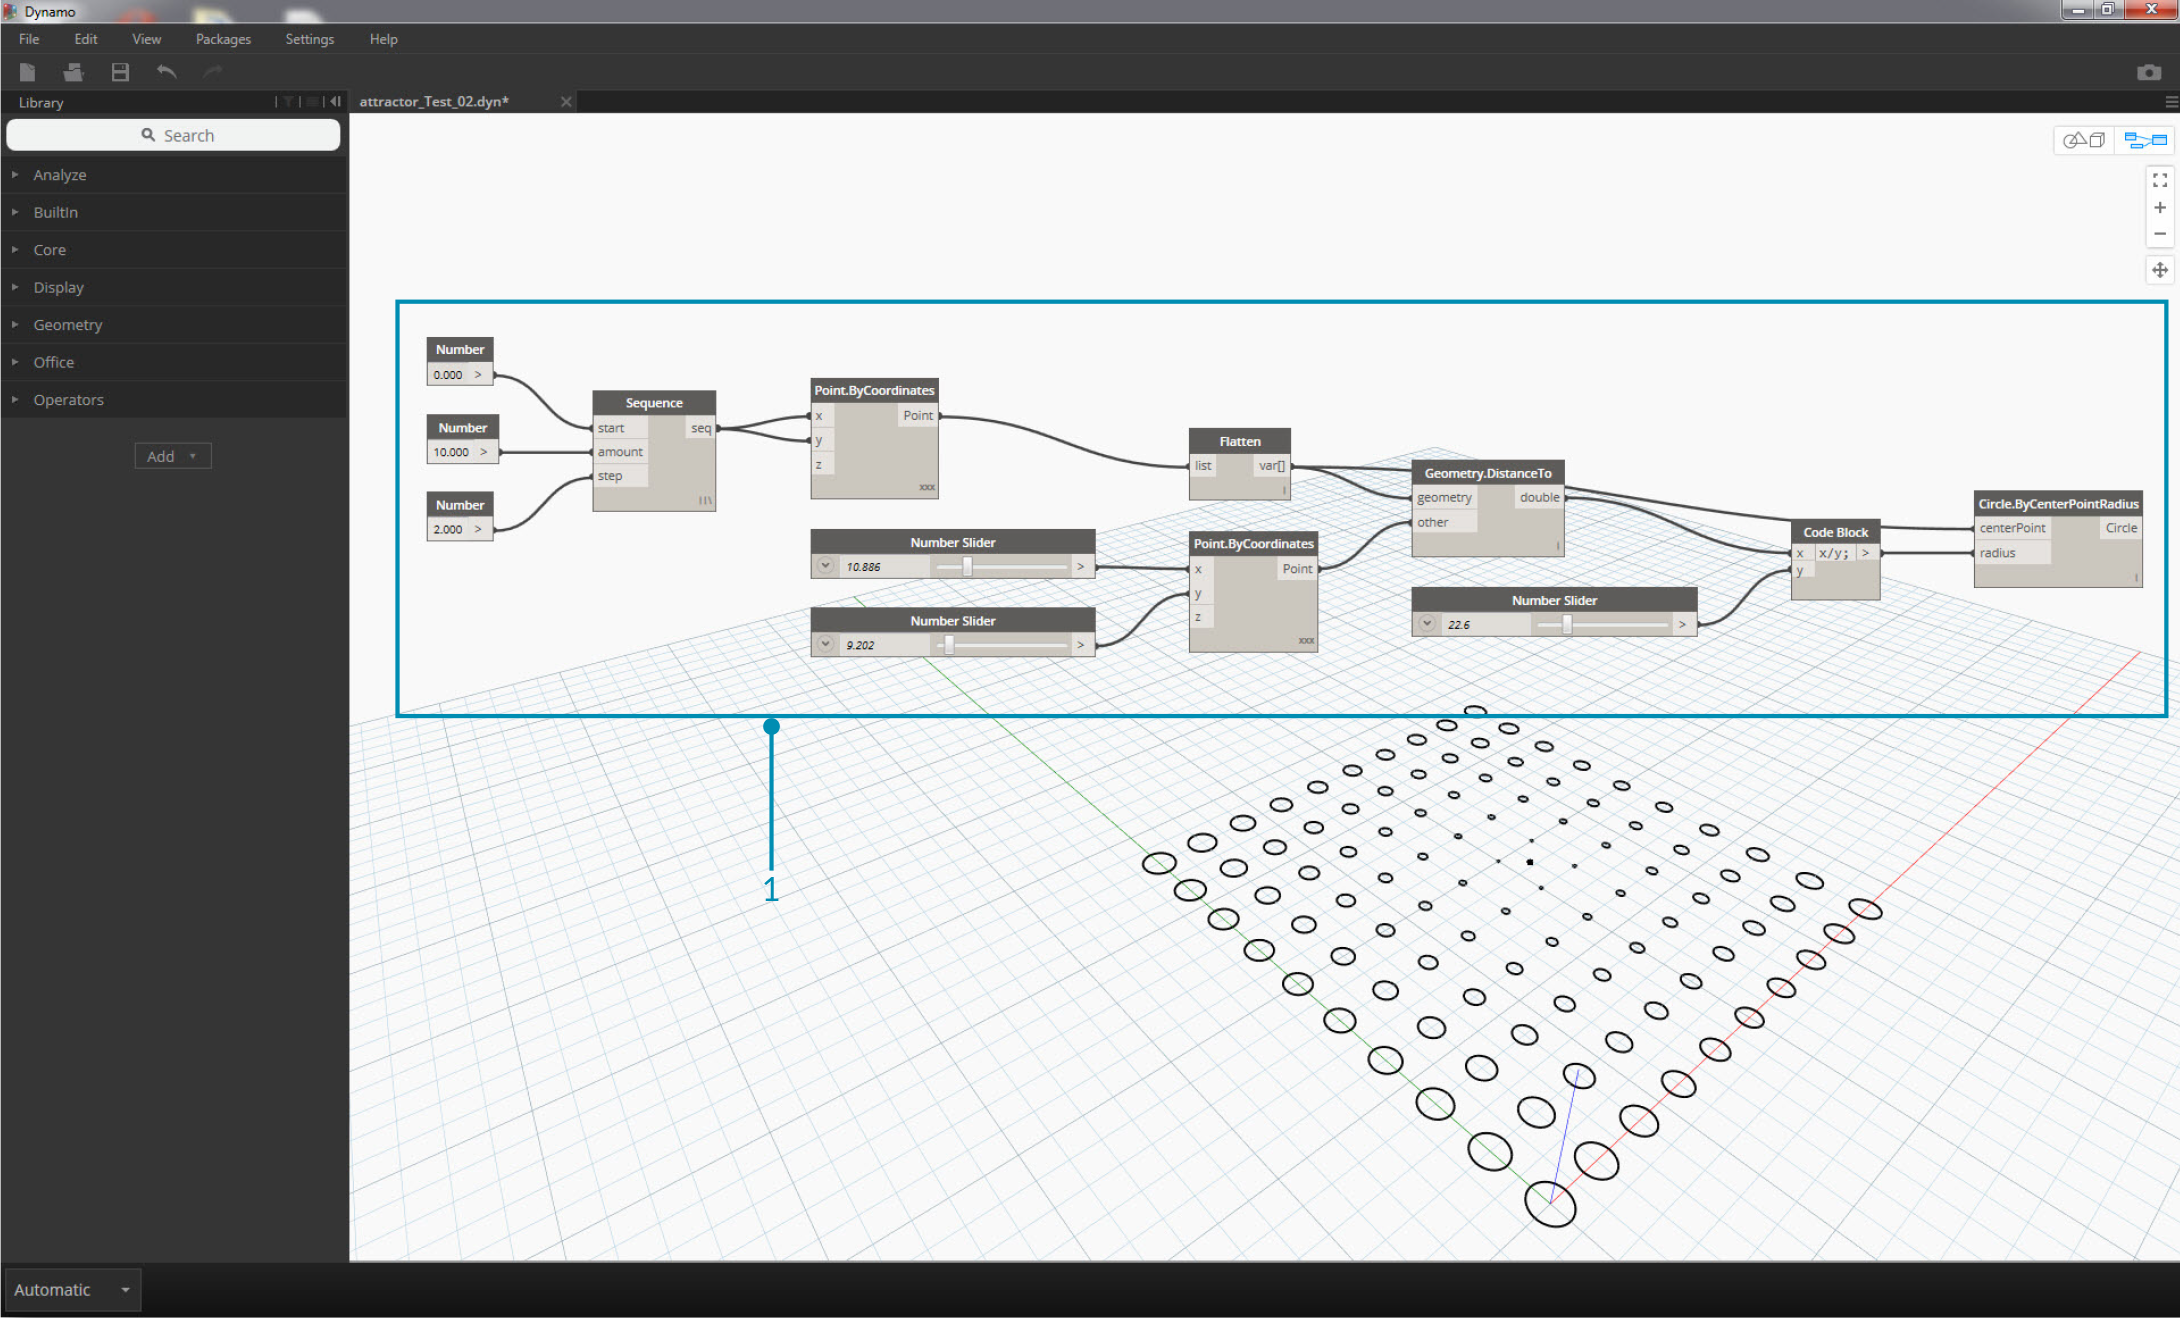 Dynamo
File Edit View Packages Settings Help
Library
attractor_Test_02.dyn*
Search
Analyze
BuiltIn
Core
Display
Geometry
Office
Operators
Add
Number
0.000 >
Number
10.000 >
Number
2.000 >
Sequence
start seq
amount
step
Point.ByCoordinates
x Point
y
z
xxx
Number Slider
10.886 >
Number Slider
9.202 >
Flatten
list var[]
Point.ByCoordinates
x Point
y
z
xxx
Geometry.DistanceTo
geometry double
other
Number Slider
22.6 >
Code Block
x x/y; >
y
Circle.ByCenterPointRadius
centerPoint Circle
radius
1
Automatic